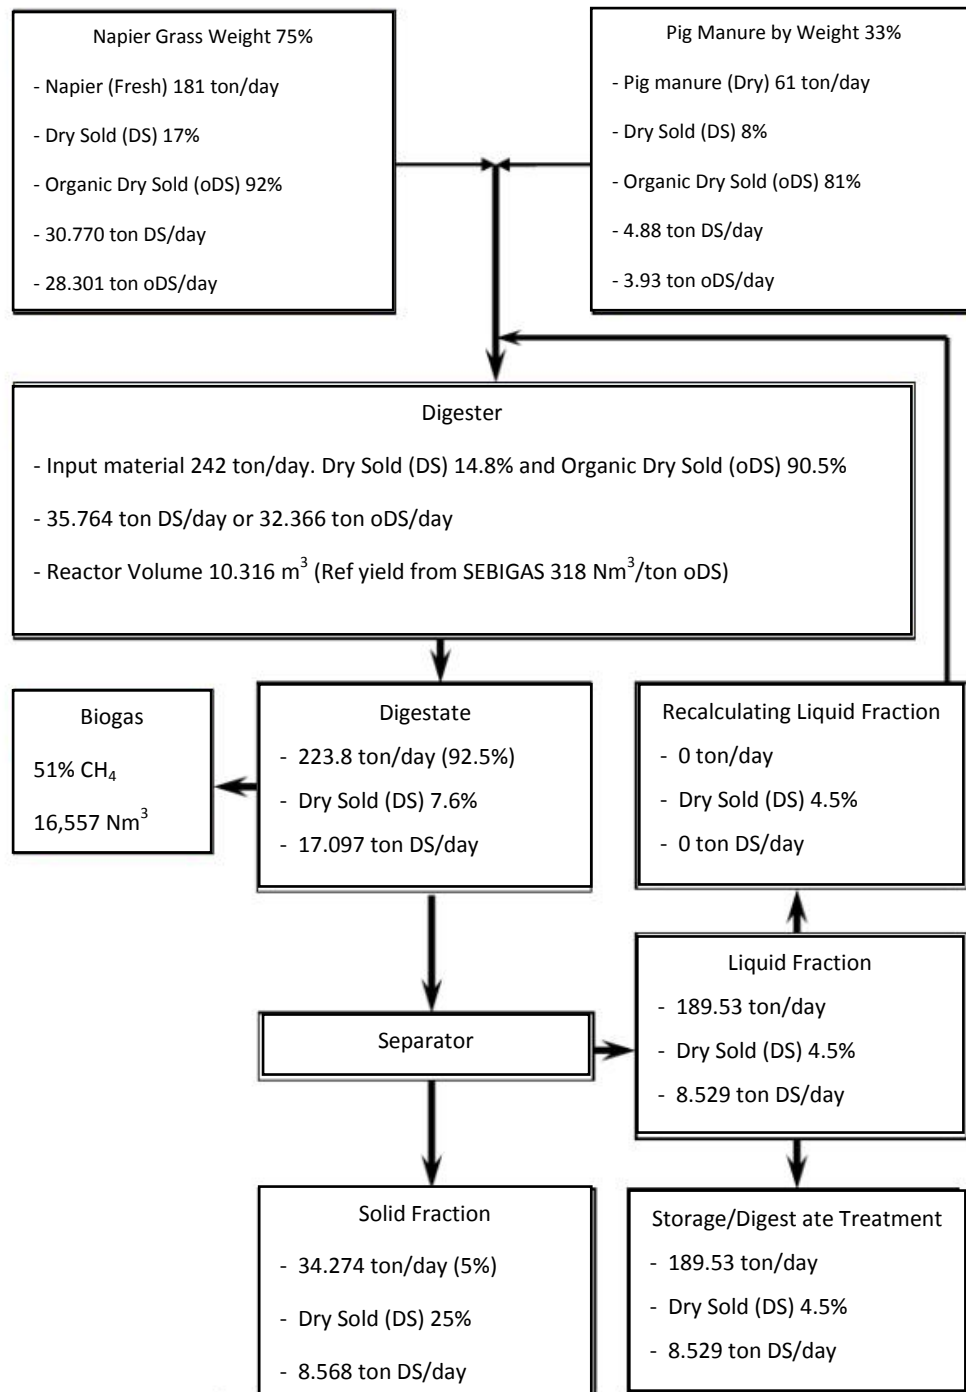 Napier Grass Weight 75%
- Napier (Fresh) 181 ton/day
- Dry Sold (DS) 17%
- Organic Dry Sold (oDS) 92%
- 30.770 ton DS/day
- 28.301 ton oDS/day
Pig Manure by Weight 33%
- Pig manure (Dry) 61 ton/day
- Dry Sold (DS) 8%
- Organic Dry Sold (oDS) 81%
- 4.88 ton DS/day
- 3.93 ton oDS/day
Digester
- Input material 242 ton/day. Dry Sold (DS) 14.8% and Organic Dry Sold (oDS) 90.5%
- 35.764 ton DS/day or 32.366 ton oDS/day
- Reactor Volume 10.316 m³ (Ref yield from SEBIGAS 318 Nm³/ton oDS)
Biogas
51% CH₄
16,557 Nm³
Digestate
- 223.8 ton/day (92.5%)
- Dry Sold (DS) 7.6%
- 17.097 ton DS/day
Recalculating Liquid Fraction
- 0 ton/day
- Dry Sold (DS) 4.5%
- 0 ton DS/day
Liquid Fraction
- 189.53 ton/day
- Dry Sold (DS) 4.5%
- 8.529 ton DS/day
Separator
Solid Fraction
- 34.274 ton/day (5%)
- Dry Sold (DS) 25%
- 8.568 ton DS/day
Storage/Digest ate Treatment
- 189.53 ton/day
- Dry Sold (DS) 4.5%
- 8.529 ton DS/day